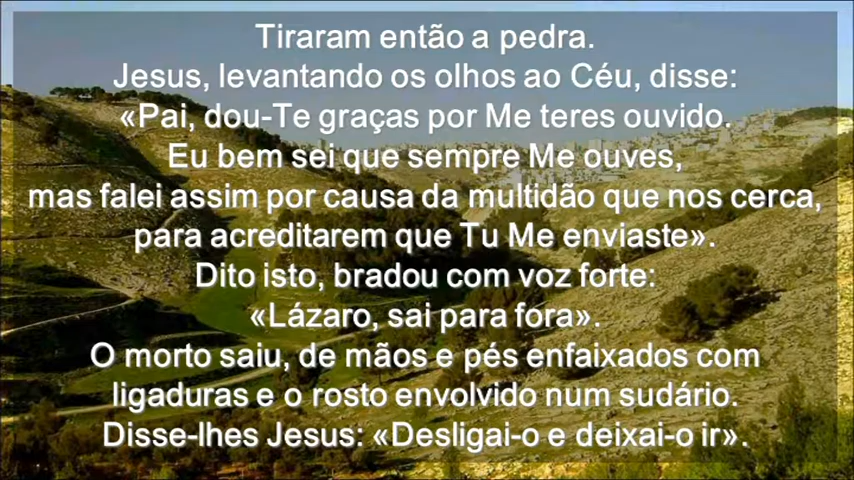 Tiraram então a pedra.
Jesus, levantando os olhos ao Céu, disse:
«Pai, dou-Te graças por Me teres ouvido.
Eu bem sei que sempre Me ouves,
mas falei assim por causa da multidão que nos cerca,
para acreditarem que Tu Me enviaste».
Dito isto, bradou com voz forte:
«Lázaro, sai para fora».
O morto saiu, de mãos e pés enfaixados com
ligaduras e o rosto envolvido num sudário.
Disse-lhes Jesus: «Desligai-o e deixai-o ir».